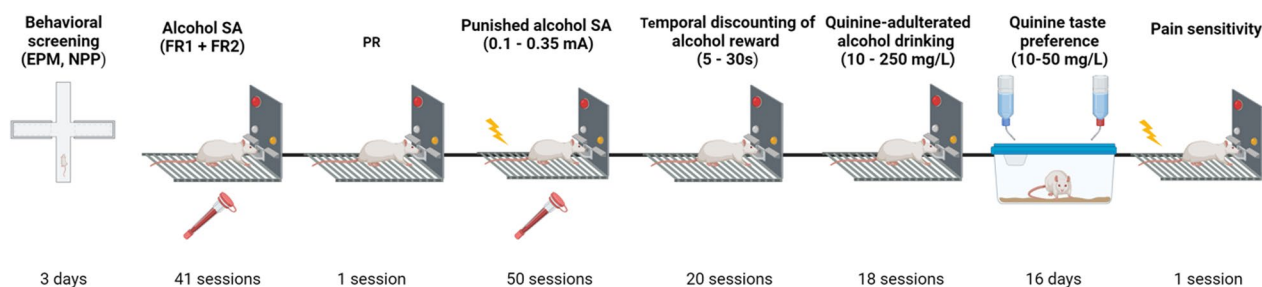 Behavioral
screening
(EPM, NPP)
Alcohol SA
(FR1 + FR2)
PR
Punished alcohol SA
(0.1 - 0.35 mA)
Temporal discounting of
alcohol reward
(5 - 30s)
Quinine-adulterated
alcohol drinking
(10 - 250 mg/L)
Quinine taste
preference
(10-50 mg/L)
Pain sensitivity
3 days
41 sessions
1 session
50 sessions
20 sessions
18 sessions
16 days
1 session